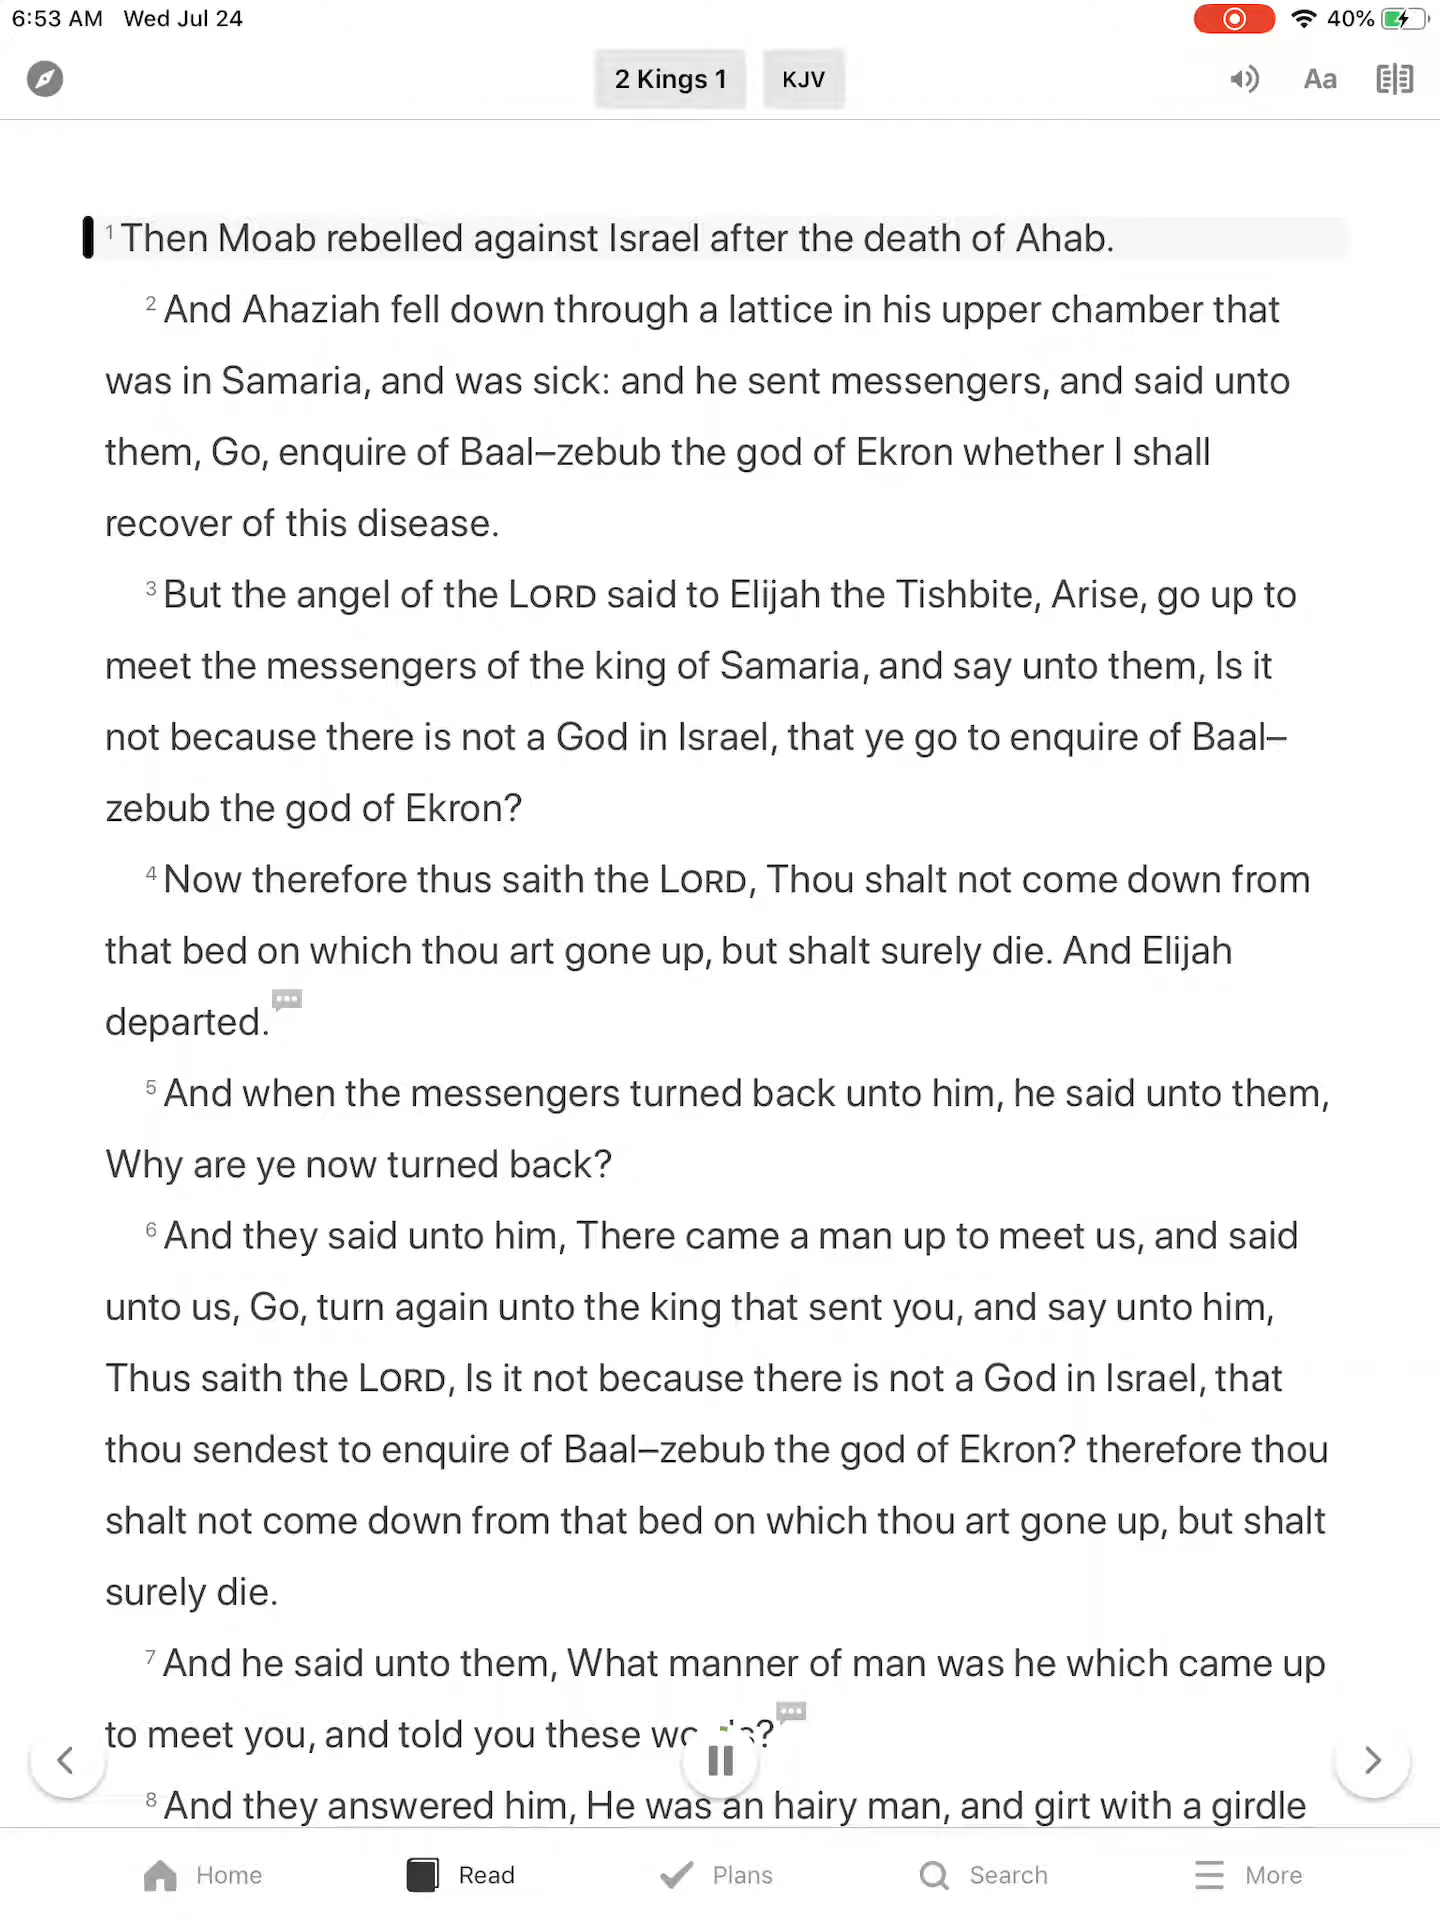 6:53 AM Wed Jul 24
40%
2 Kings 1 KJV Aa
1 Then Moab rebelled against Israel after the death of Ahab.
2 And Ahaziah fell down through a lattice in his upper chamber that
was in Samaria, and was sick: and he sent messengers, and said unto
them, Go, enquire of Baal–zebub the god of Ekron whether I shall
recover of this disease.
3 But the angel of the LORD said to Elijah the Tishbite, Arise, go up to
meet the messengers of the king of Samaria, and say unto them, Is it
not because there is not a God in Israel, that ye go to enquire of Baal–
zebub the god of Ekron?
4 Now therefore thus saith the LORD, Thou shalt not come down from
that bed on which thou art gone up, but shalt surely die. And Elijah
departed.
5 And when the messengers turned back unto him, he said unto them,
Why are ye now turned back?
6 And they said unto him, There came a man up to meet us, and said
unto us, Go, turn again unto the king that sent you, and say unto him,
Thus saith the LORD, Is it not because there is not a God in Israel, that
thou sendest to enquire of Baal–zebub the god of Ekron? therefore thou
shalt not come down from that bed on which thou art gone up, but shalt
surely die.
7 And he said unto them, What manner of man was he which came up
to meet you, and told you these
8 And they answered him, He was an hairy man, and girt with a girdle
Home Read Plans Search More